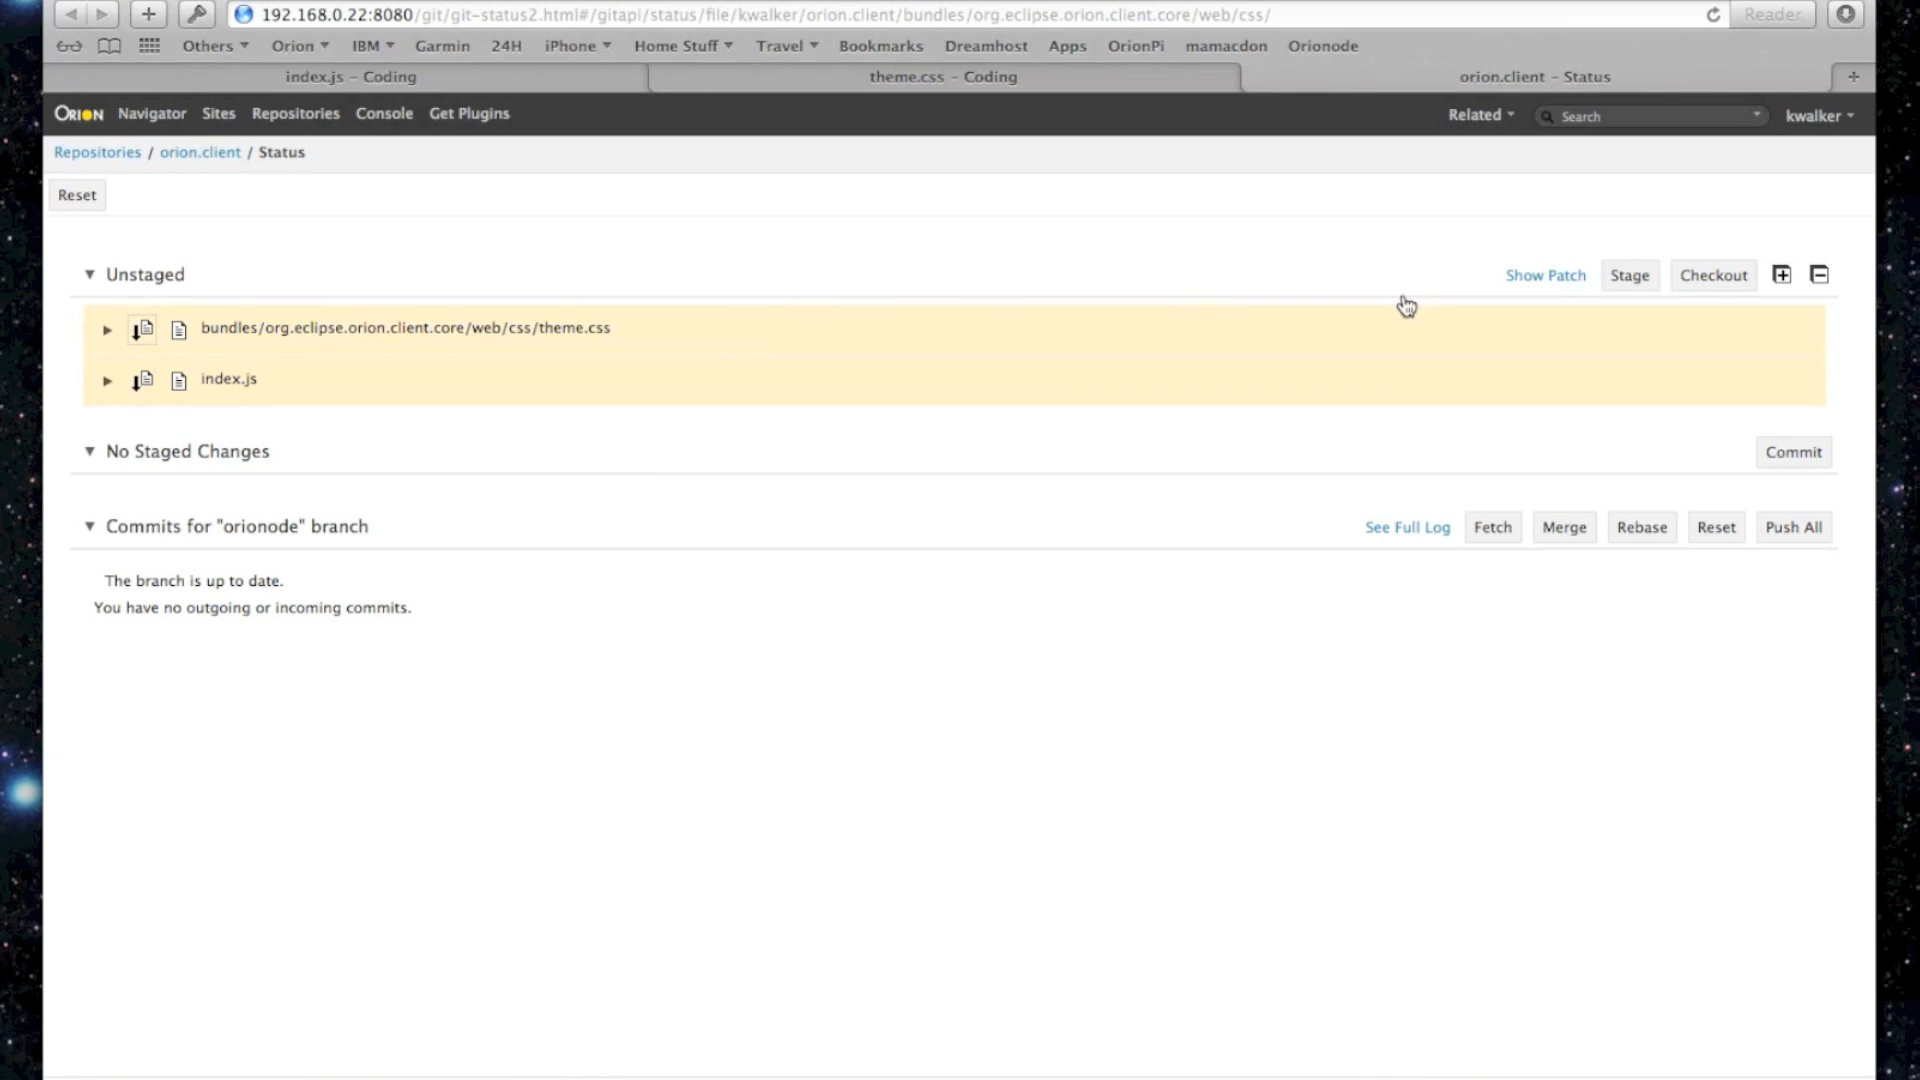 192.168.0.22:8080/git/git-status2.html#/gitapi/status/file/kwalker/orion.client/bundles/org.eclipse.orion.client.core/web/css/ Reader
Others Orion IBM Garmin 24H iPhone Home Stuff Travel Bookmarks Dreamhost Apps OrionPi mamacdon Orionode
index.js – Coding theme.css – Coding orion.client – Status
ORION Navigator Sites Repositories Console Get Plugins Related Search kwalker
Repositories / orion.client / Status
Reset
Unstaged Show Patch Stage Checkout
bundles/org.eclipse.orion.client.core/web/css/theme.css
index.js
No Staged Changes Commit
Commits for "orionode" branch See Full Log Fetch Merge Rebase Reset Push All
The branch is up to date.
You have no outgoing or incoming commits.